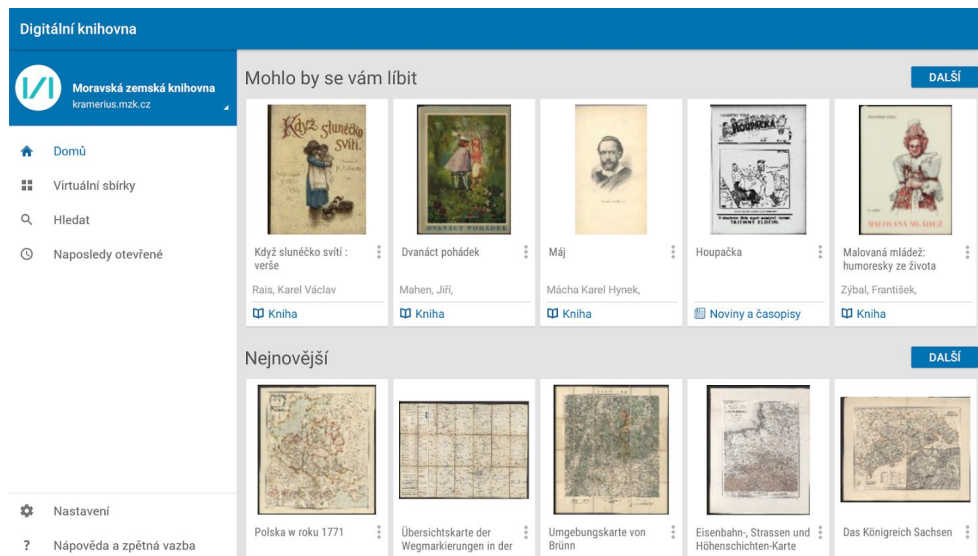 Digitální knihovna
Moravská zemská knihovna
kramerius.mzk.cz
Domů
Virtuální sbírky
Hledat
Naposledy otevřené
Nastavení
? Nápověda a zpětná vazba
Mohlo by se vám líbit
DALŠÍ
Když slunéčko
svítí.
Když slunéčko svítí :
verše
Rais, Karel Václav
Kniha
DVANÁCT POHÁDEK
Dvanáct pohádek
Mahen, Jiří,
Kniha
Máj
Mácha Karel Hynek,
Kniha
HOUPAČKA
TAJEMNÝ ZLOČIN.
Houpačka
Noviny a časopisy
MALOVANÁ MLÁDEŽ
Malovaná mládež:
humoresky ze života
Zýbal, František,
Kniha
Nejnovější
DALŠÍ
Polska w roku 1771
Übersichtskarte der
Wegmarkierungen in der
Umgebungskarte von
Brünn
Eisenbahn-, Strassen und
Höhenschichten-Karte
Das Königreich Sachsen